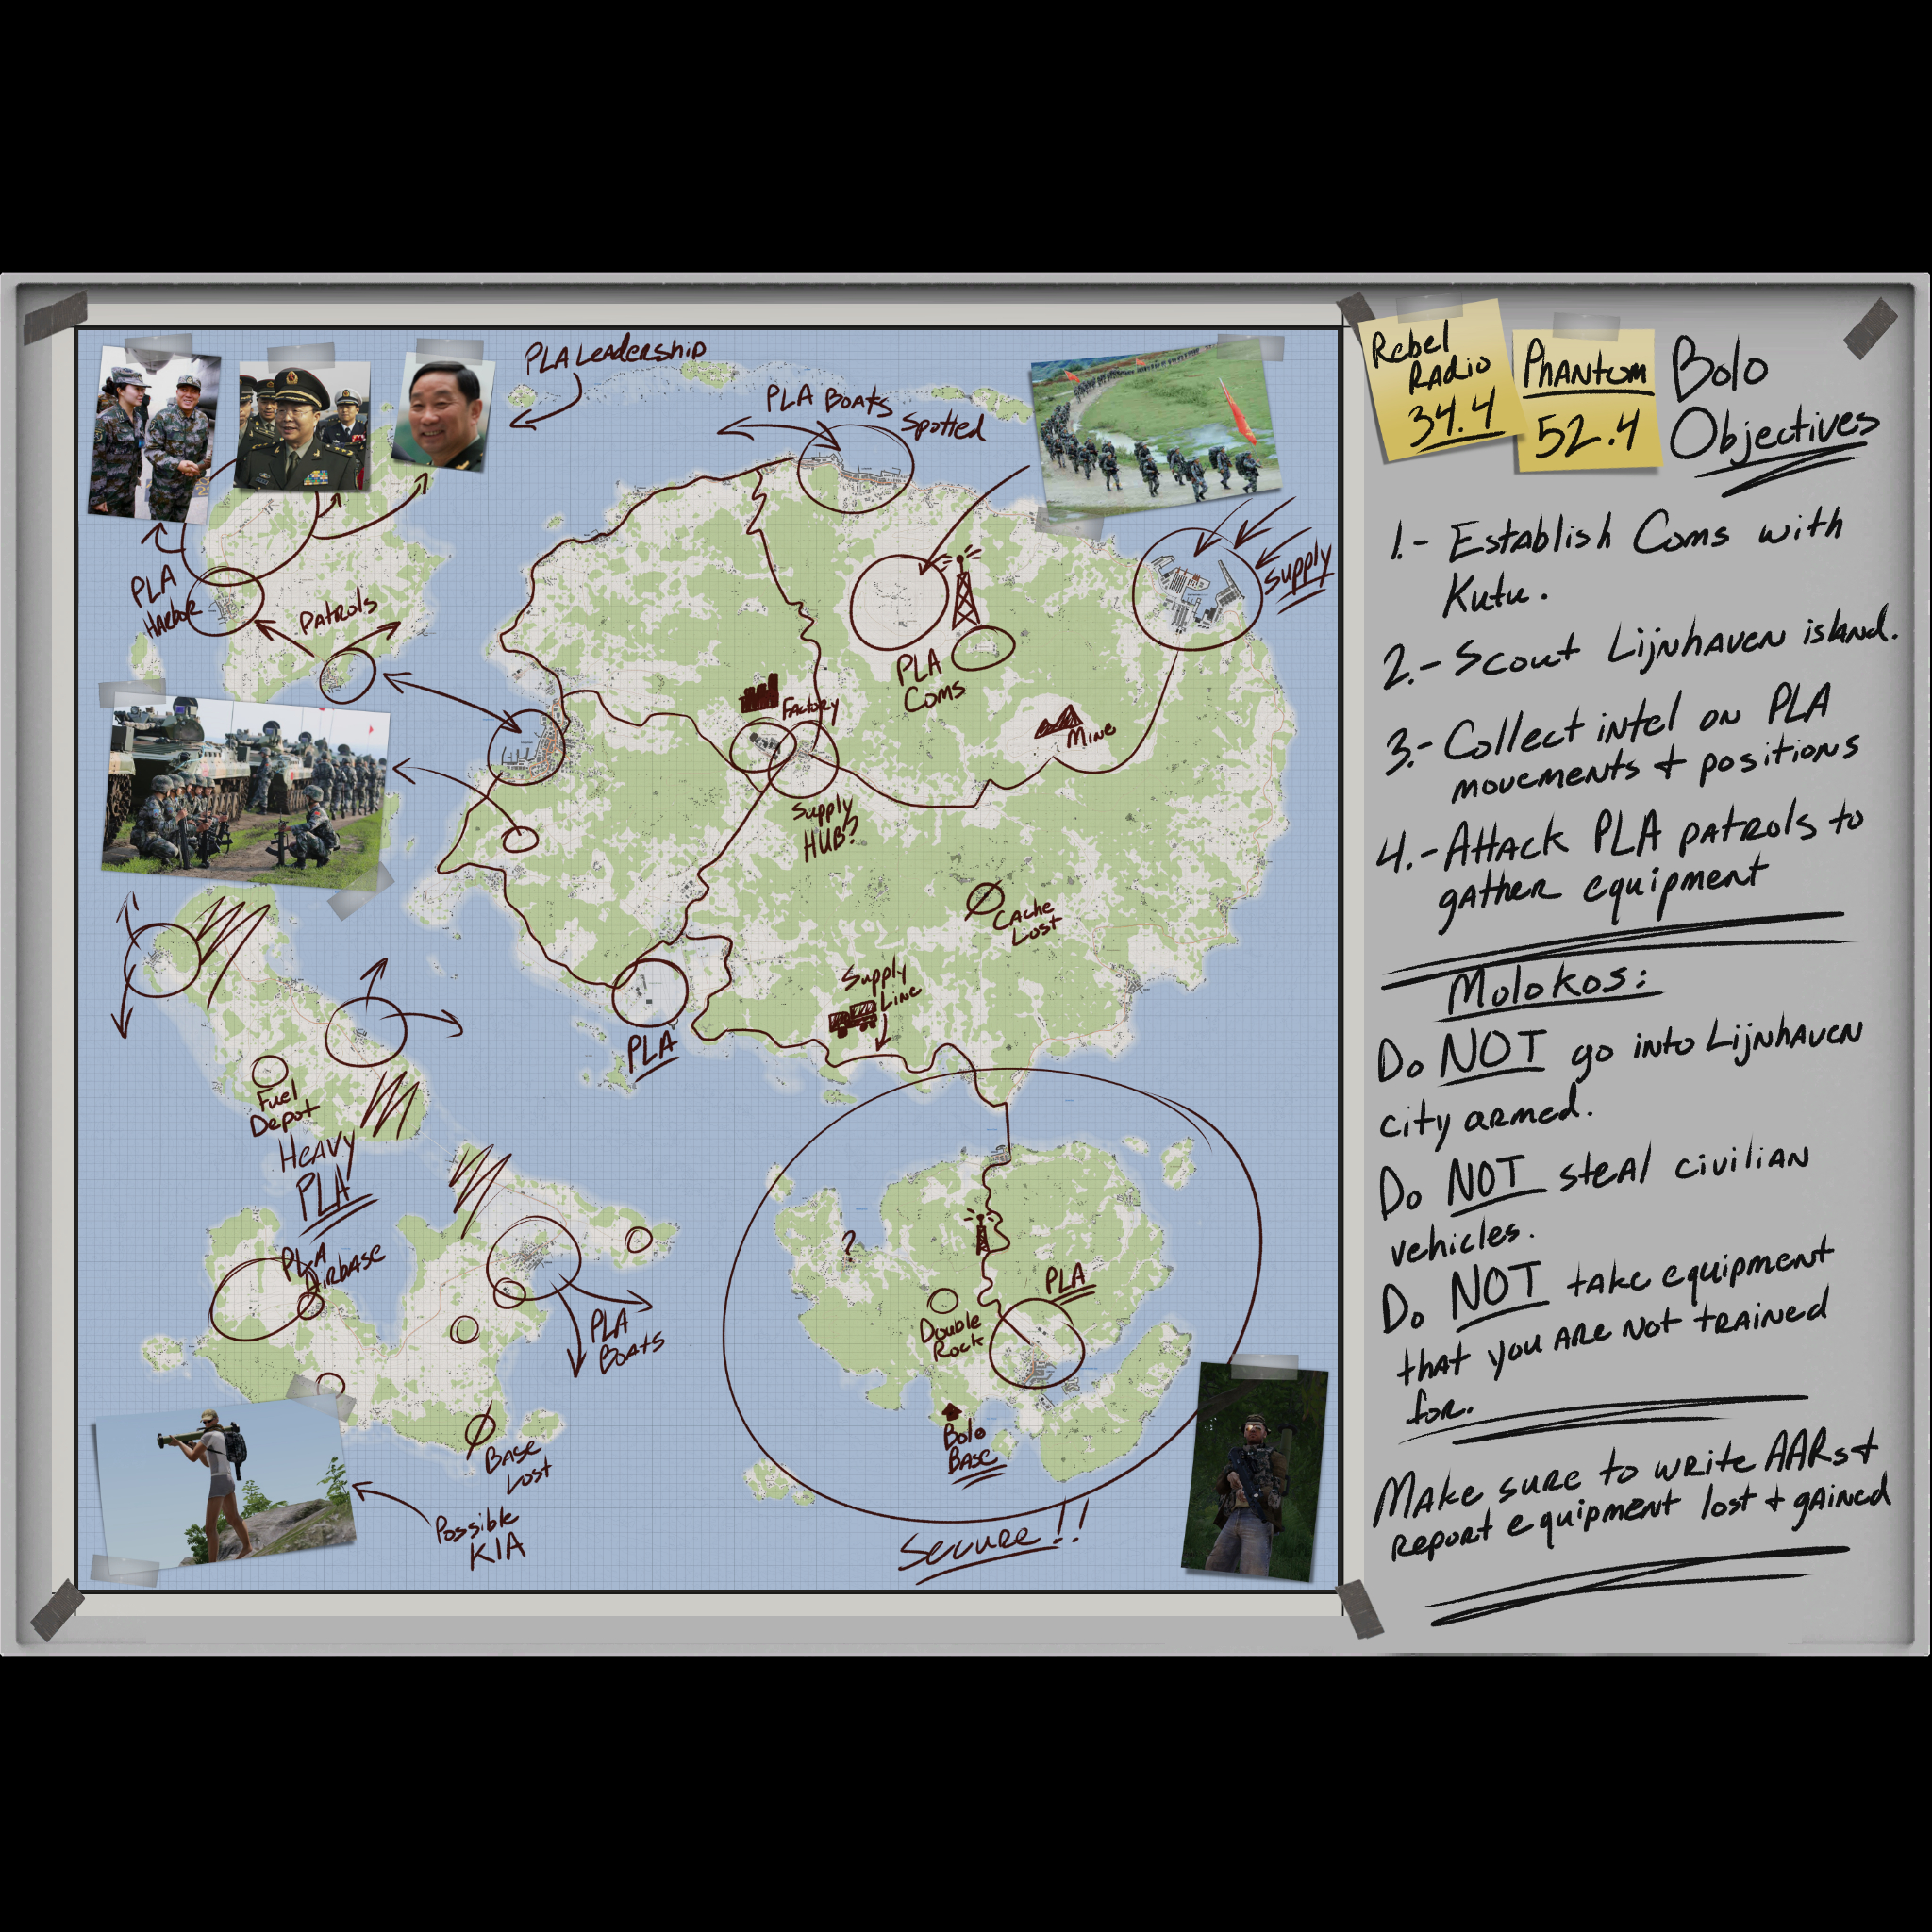 PLA Leadership
PLA Boats
Spotted
PLA
Harbor
Patrols
Supply
PLA
Coms
Factory
Mine
Supply
HUB?
Cache
Lost
Supply
Line
PLA
Fuel
Depot
Heavy
PLA
PLA
Airbase
PLA
Boats
Base
Lost
Possible
KIA
?
PLA
Double
Rock
Bolo
Base
Secure!!
Rebel
Radio
34.4
Phantom
52.4
Bolo
Objectives
1.- Establish Coms with
Kutu.
2.- Scout Lijnhaven island.
3.- Collect intel on PLA
movements + positions
4.- Attack PLA patrols to
gather equipment
Molokos:
Do NOT go into Lijnhaven
city armed.
Do NOT steal civilian
vehicles.
Do NOT take equipment
that you are not trained
for.
Make sure to write AARs +
report equipment lost + gained